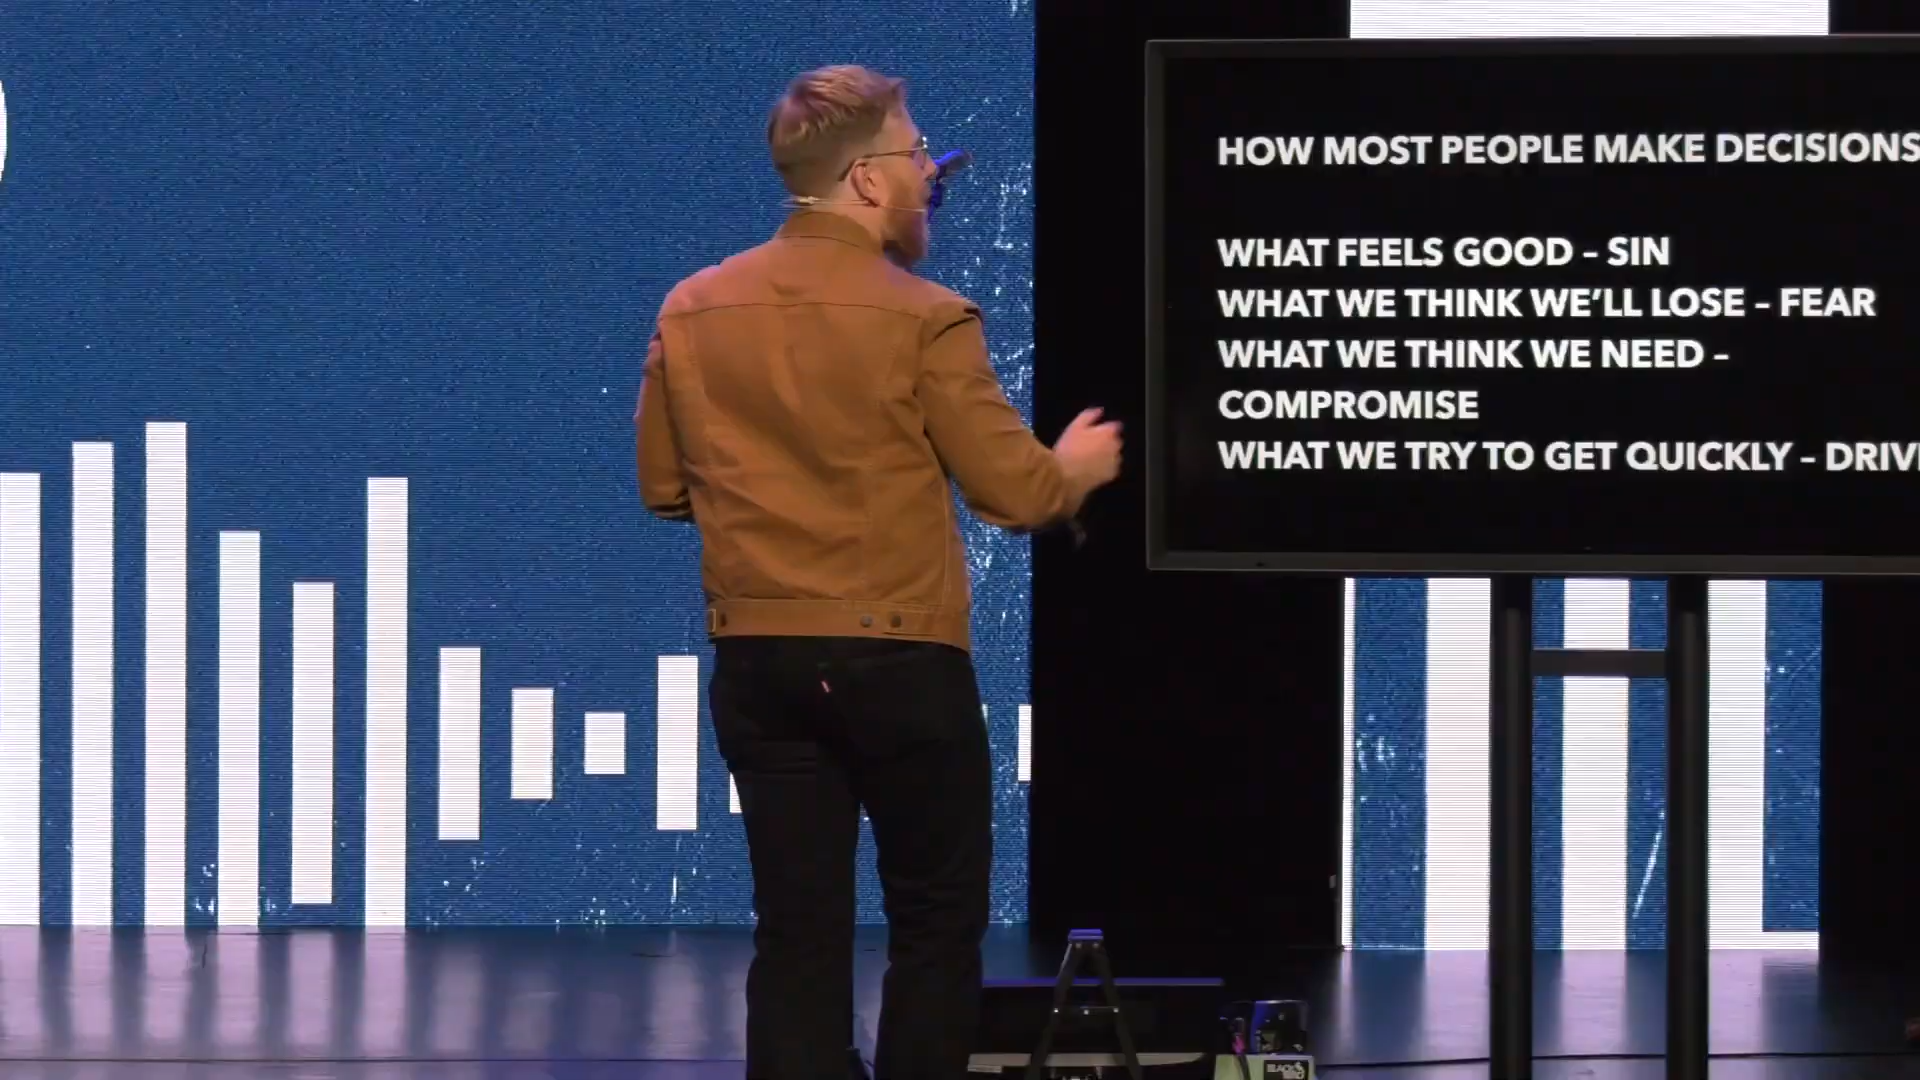 HOW MOST PEOPLE MAKE DECISIONS
WHAT FEELS GOOD – SIN
WHAT WE THINK WE'LL LOSE – FEAR
WHAT WE THINK WE NEED –
COMPROMISE
WHAT WE TRY TO GET QUICKLY –